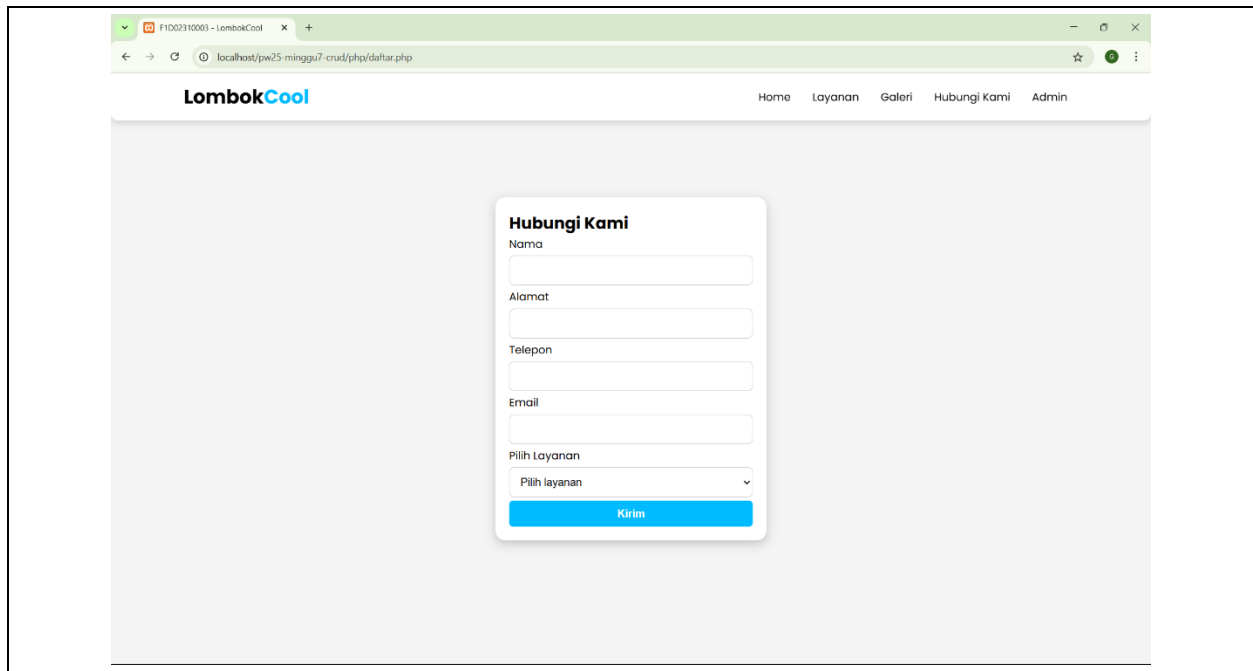 F1D02310003 - LombokCool
localhost/pw25-minggu7-crud/php/daftar.php
G
LombokCool
Home Layanan Galeri Hubungi Kami Admin
Hubungi Kami
Nama
Alamat
Telepon
Email
Pilih Layanan
Pilih layanan
Kirim